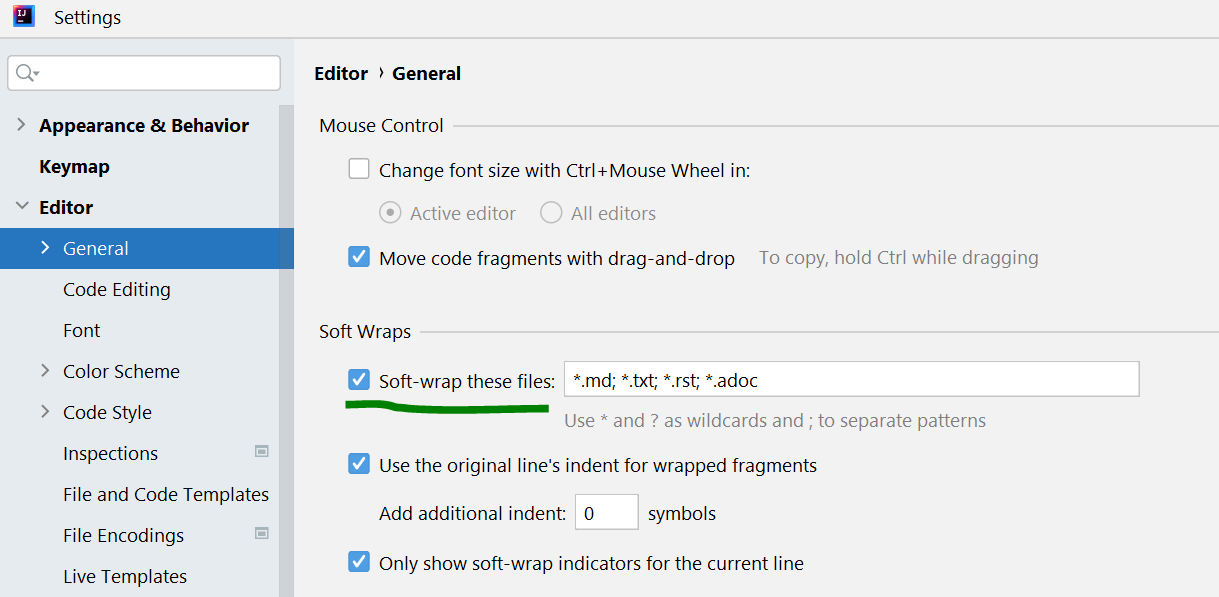 IJ
Settings
Editor › General
Appearance & Behavior
Keymap
Editor
General
Code Editing
Font
Color Scheme
Code Style
Inspections
File and Code Templates
File Encodings
Live Templates
Mouse Control
Change font size with Ctrl+Mouse Wheel in:
Active editor All editors
Move code fragments with drag-and-drop To copy, hold Ctrl while dragging
Soft Wraps
Soft-wrap these files: *.md; *.txt; *.rst; *.adoc
Use * and ? as wildcards and ; to separate patterns
Use the original line's indent for wrapped fragments
Add additional indent: 0 symbols
Only show soft-wrap indicators for the current line